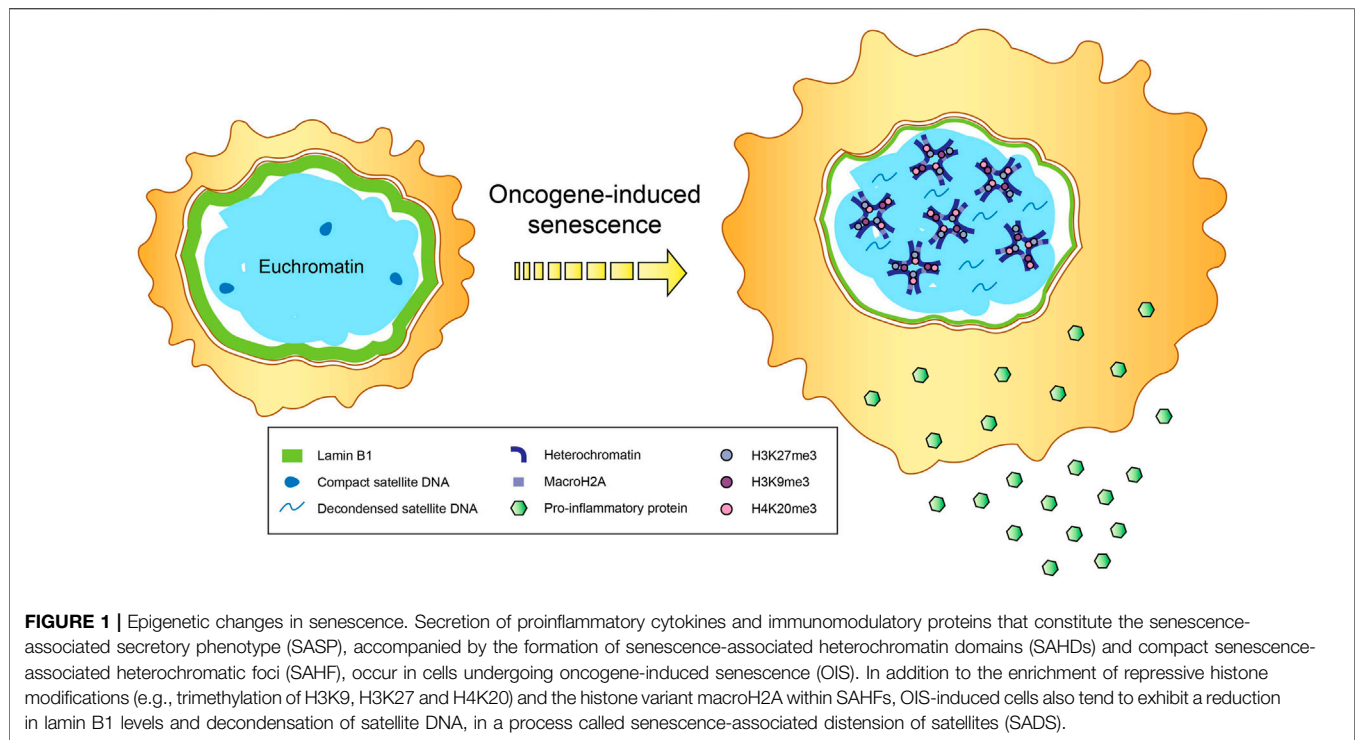 Oncogene-induced
senescence
Euchromatin
Lamin B1
Compact satellite DNA
Decondensed satellite DNA
Heterochromatin
MacroH2A
Pro-inflammatory protein
H3K27me3
H3K9me3
H4K20me3
FIGURE 1 | Epigenetic changes in senescence. Secretion of proinflammatory cytokines and immunomodulatory proteins that constitute the senescence-
associated secretory phenotype (SASP), accompanied by the formation of senescence-associated heterochromatin domains (SAHDs) and compact senescence-
associated heterochromatic foci (SAHF), occur in cells undergoing oncogene-induced senescence (OIS). In addition to the enrichment of repressive histone
modifications (e.g., trimethylation of H3K9, H3K27 and H4K20) and the histone variant macroH2A within SAHFs, OIS-induced cells also tend to exhibit a reduction
in lamin B1 levels and decondensation of satellite DNA, in a process called senescence-associated distension of satellites (SADS).